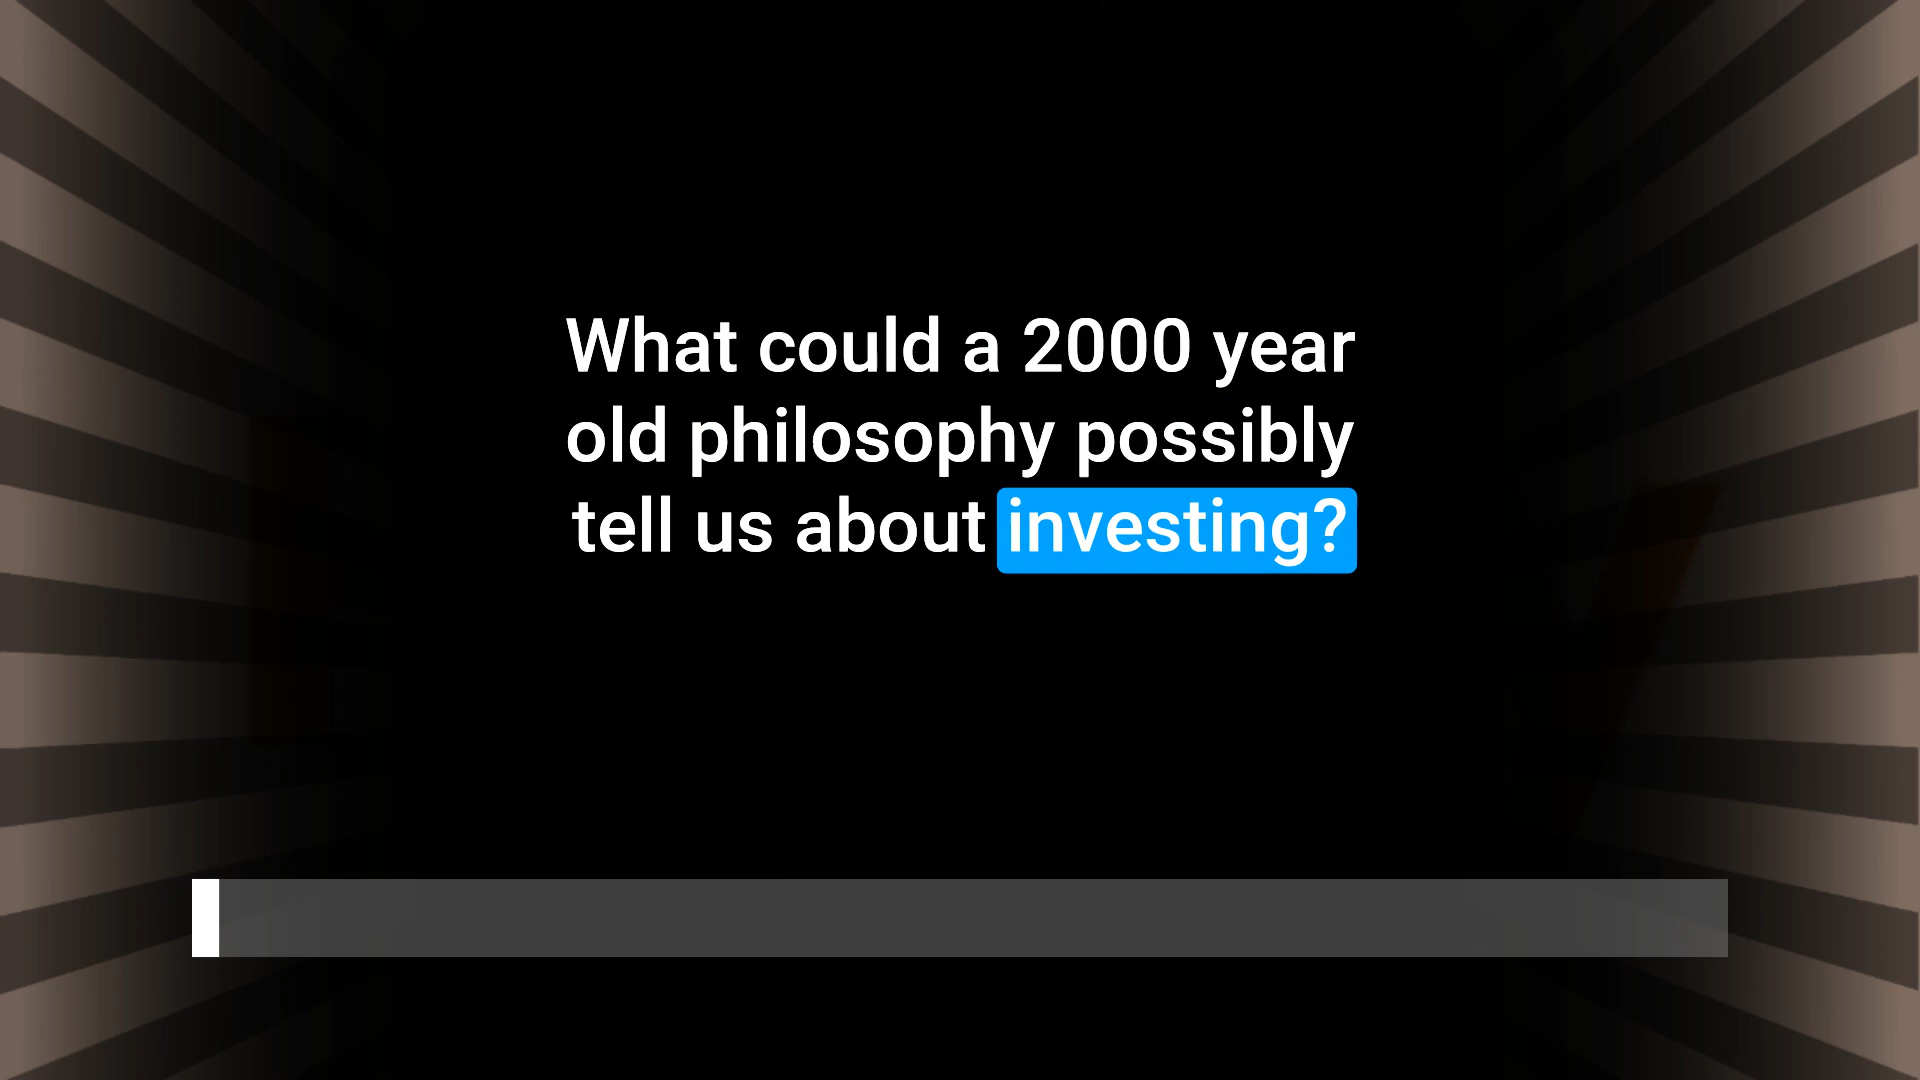 What could a 2000 year
old philosophy possibly
tell us about investing?